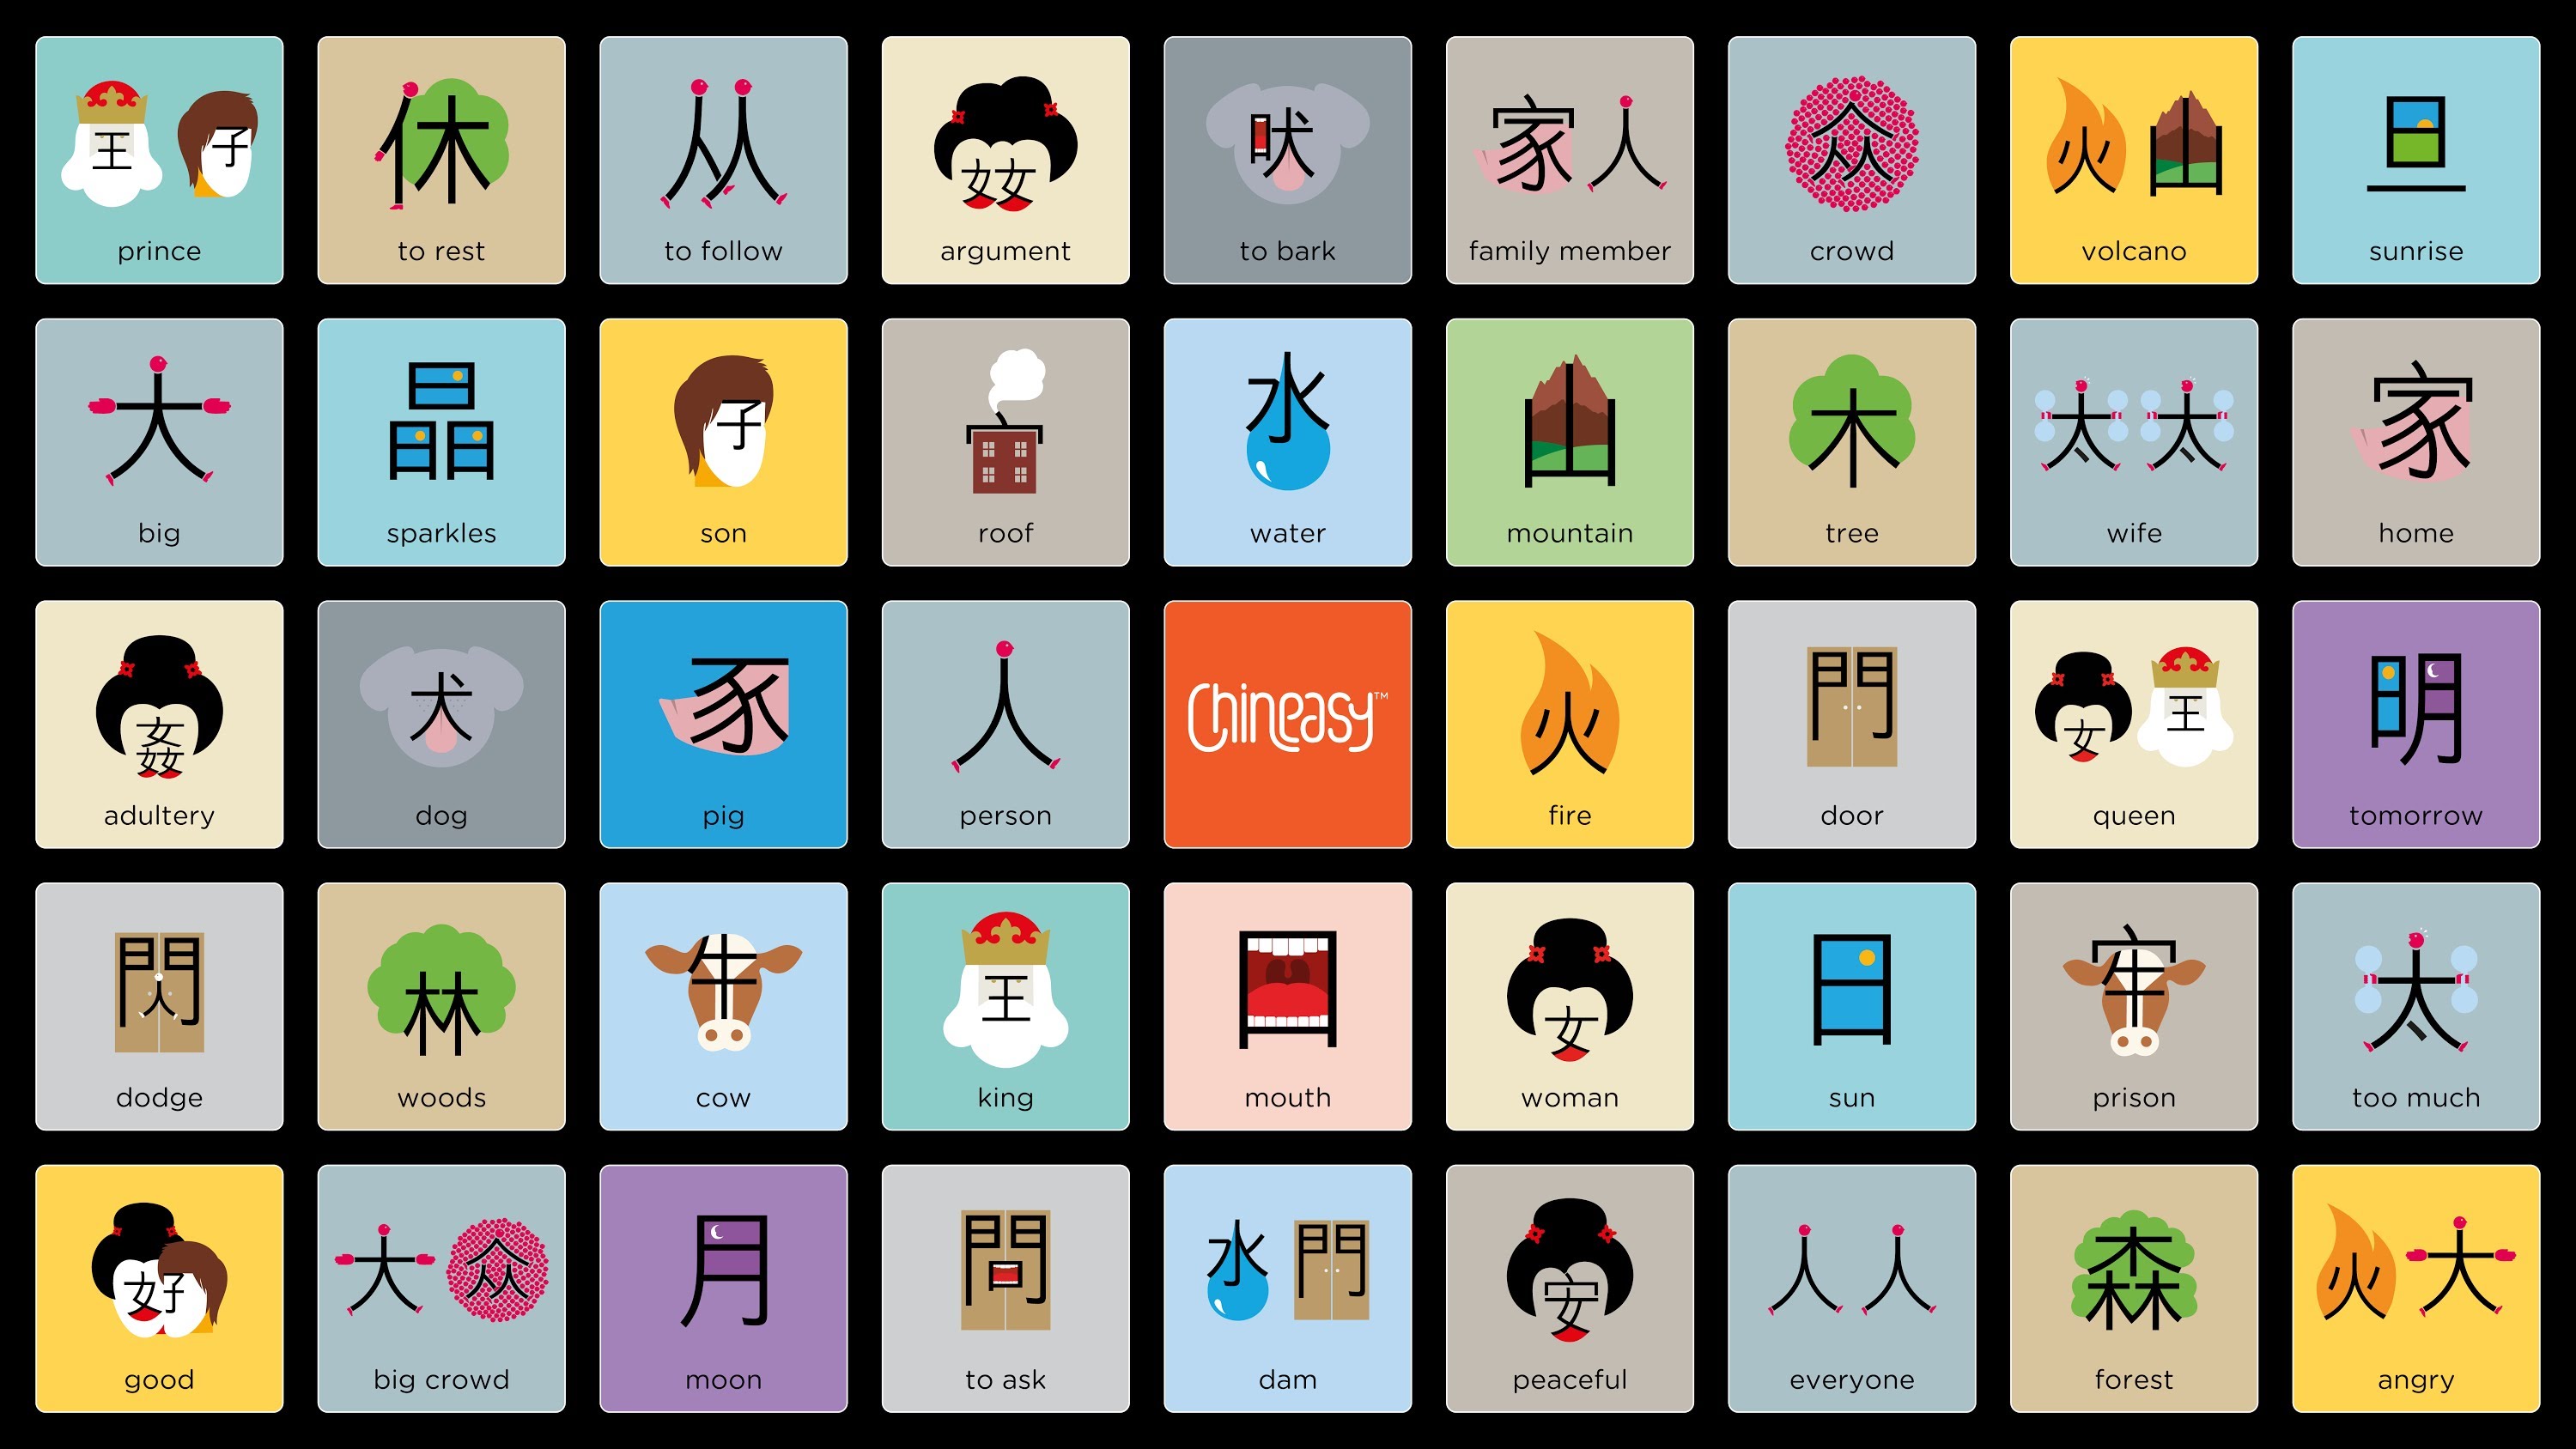 王 子
prince
休
to rest
从
to follow
奻
argument
吠
to bark
家 人
family member
众
crowd
火 山
volcano
旦
sunrise
大
big
晶
sparkles
子
son
宀
roof
水
water
山
mountain
木
tree
太 太
wife
家
home
姦
adultery
犬
dog
豕
pig
人
person
Chineasy™
火
fire
門
door
女 王
queen
明
tomorrow
閃
dodge
林
woods
牛
cow
王
king
口
mouth
女
woman
日
sun
牢
prison
太
too much
好
good
大 众
big crowd
月
moon
問
to ask
水 門
dam
安
peaceful
人 人
everyone
森
forest
火 大
angry